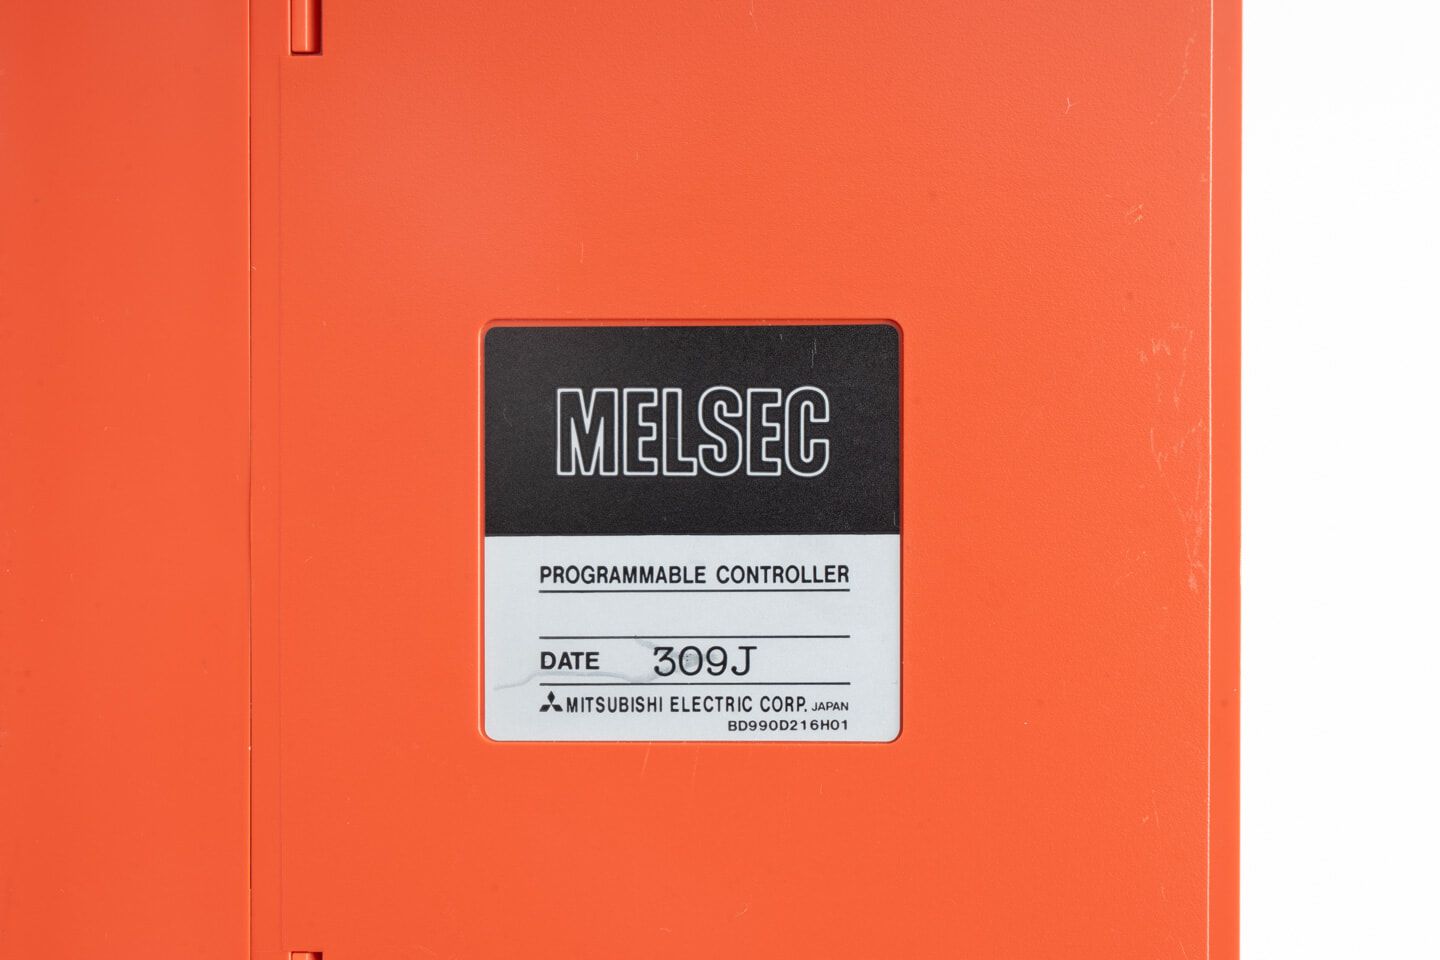 MELSEC
PROGRAMMABLE CONTROLLER
DATE 309J
MITSUBISHI ELECTRIC CORP. JAPAN
BD990D216H01